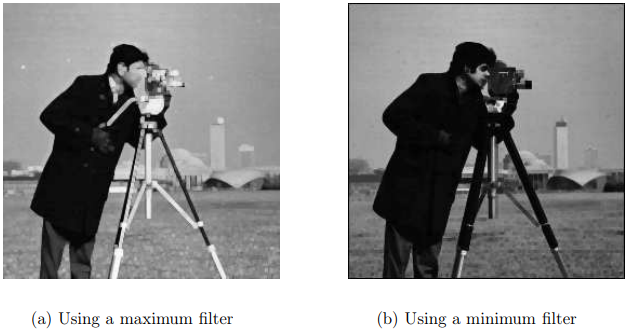 (a) Using a maximum filter
(b) Using a minimum filter